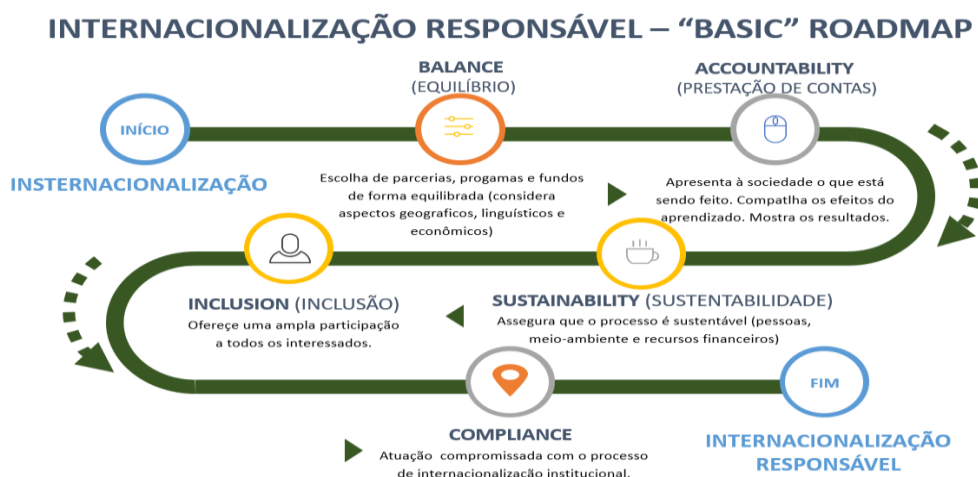 INTERNACIONALIZAÇÃO RESPONSÁVEL – “BASIC” ROADMAP
BALANCE
(EQUILÍBRIO)
ACCOUNTABILITY
(PRESTAÇÃO DE CONTAS)
INÍCIO
INSTERNACIONALIZAÇÃO
Escolha de parcerias, progamas e fundos
de forma equilibrada (considera
aspectos geograficos, linguísticos e
econômicos)
Apresenta à sociedade o que está
sendo feito. Compatlha os efeitos do
aprendizado. Mostra os resultados.
SUSTAINABILITY (SUSTENTABILIDADE)
Assegura que o processo é sustentável (pessoas,
meio-ambiente e recursos financeiros)
INCLUSION (INCLUSÃO)
Ofereçe uma ampla participação
a todos os interessados.
COMPLIANCE
Atuação compromissada com o processo
de internacionalização institucional.
FIM
INTERNACIONALIZAÇÃO
RESPONSÁVEL